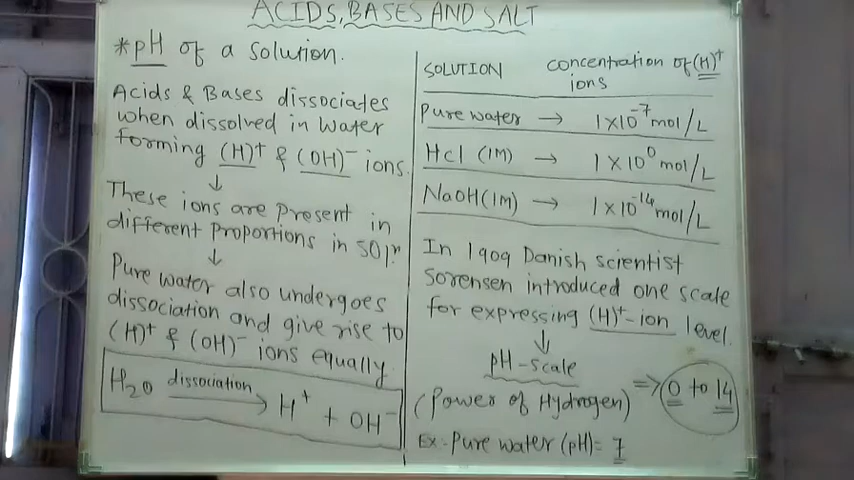 ACIDS, BASES AND SALT
*pH of a solution.
Acids & Bases dissociates
when dissolved in water
forming (H)⁺ & (OH)⁻ ions.
↓
These ions are present in
different proportions in solⁿ.
↓
Pure water also undergoes
dissociation and give rise to
(H)⁺ & (OH)⁻ ions equally.
H₂O dissociation → H⁺ + OH⁻
SOLUTION concentration of (H)⁺
ions
Pure water → 1×10⁻⁷ mol/L
Hcl (1M) → 1×10⁰ mol/L
NaOH (1M) → 1×10⁻¹⁴ mol/L
In 1909 Danish scientist
Sorensen introduced one scale
for expressing (H)⁺-ion level.
↓
pH-scale
(Power of Hydrogen) => 0 to 14
Ex-Pure water (pH) = 7